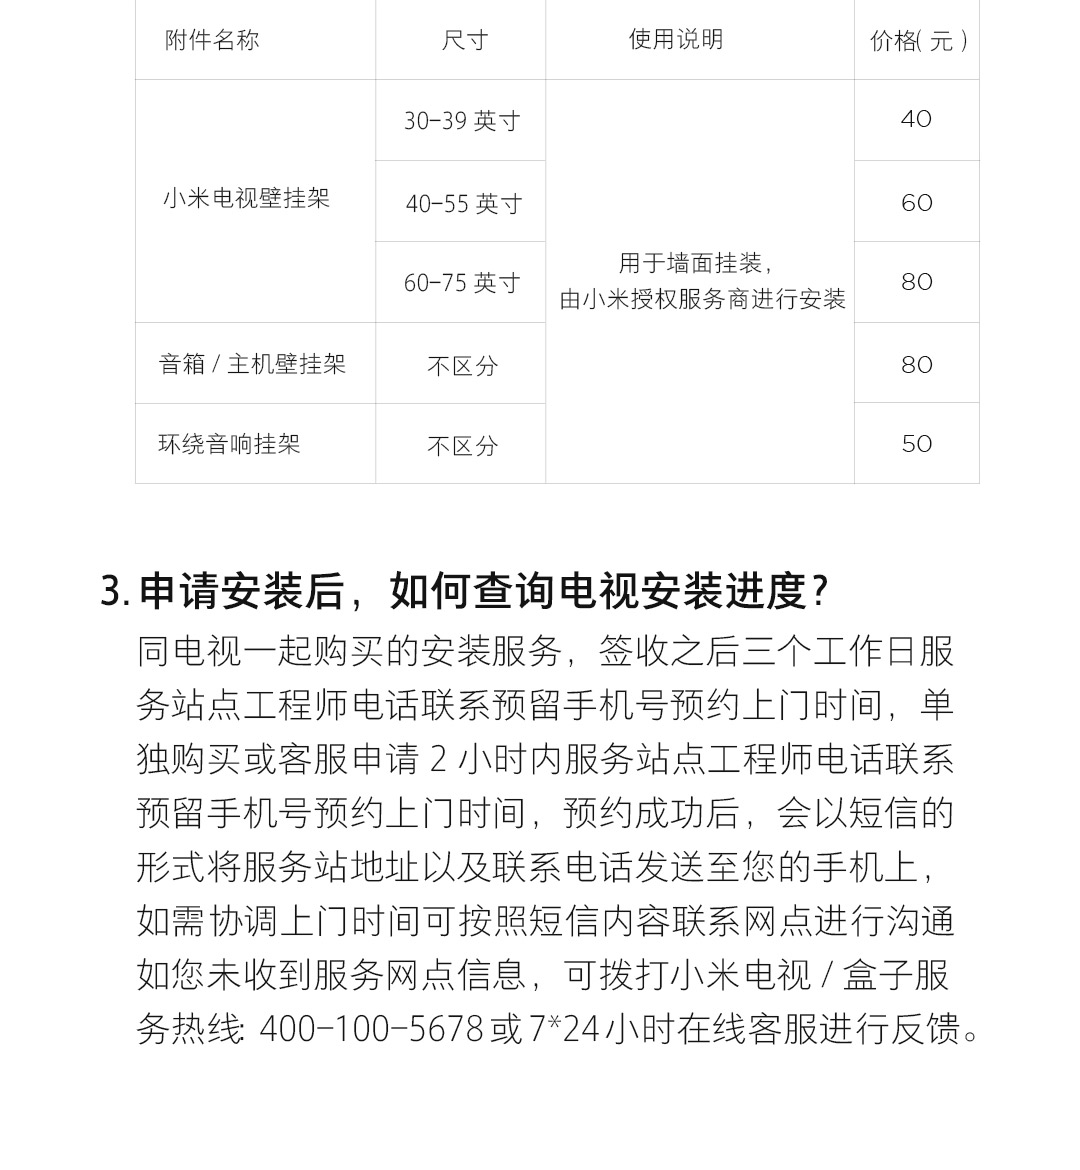 附件名称 尺寸 使用说明 价格( 元 )
30-39 英寸 40
小米电视壁挂架 40-55 英寸 60
60-75 英寸 80
用于墙面挂装，
由小米授权服务商进行安装
音箱 / 主机壁挂架 不区分 80
环绕音响挂架 不区分 50
3. 申请安装后，如何查询电视安装进度？
同电视一起购买的安装服务，签收之后三个工作日服
务站点工程师电话联系预留手机号预约上门时间，单
独购买或客服申请 2 小时内服务站点工程师电话联系
预留手机号预约上门时间，预约成功后，会以短信的
形式将服务站地址以及联系电话发送至您的手机上，
如需协调上门时间可按照短信内容联系网点进行沟通
如您未收到服务网点信息，可拨打小米电视 / 盒子服
务热线: 400-100-5678或7*24小时在线客服进行反馈。